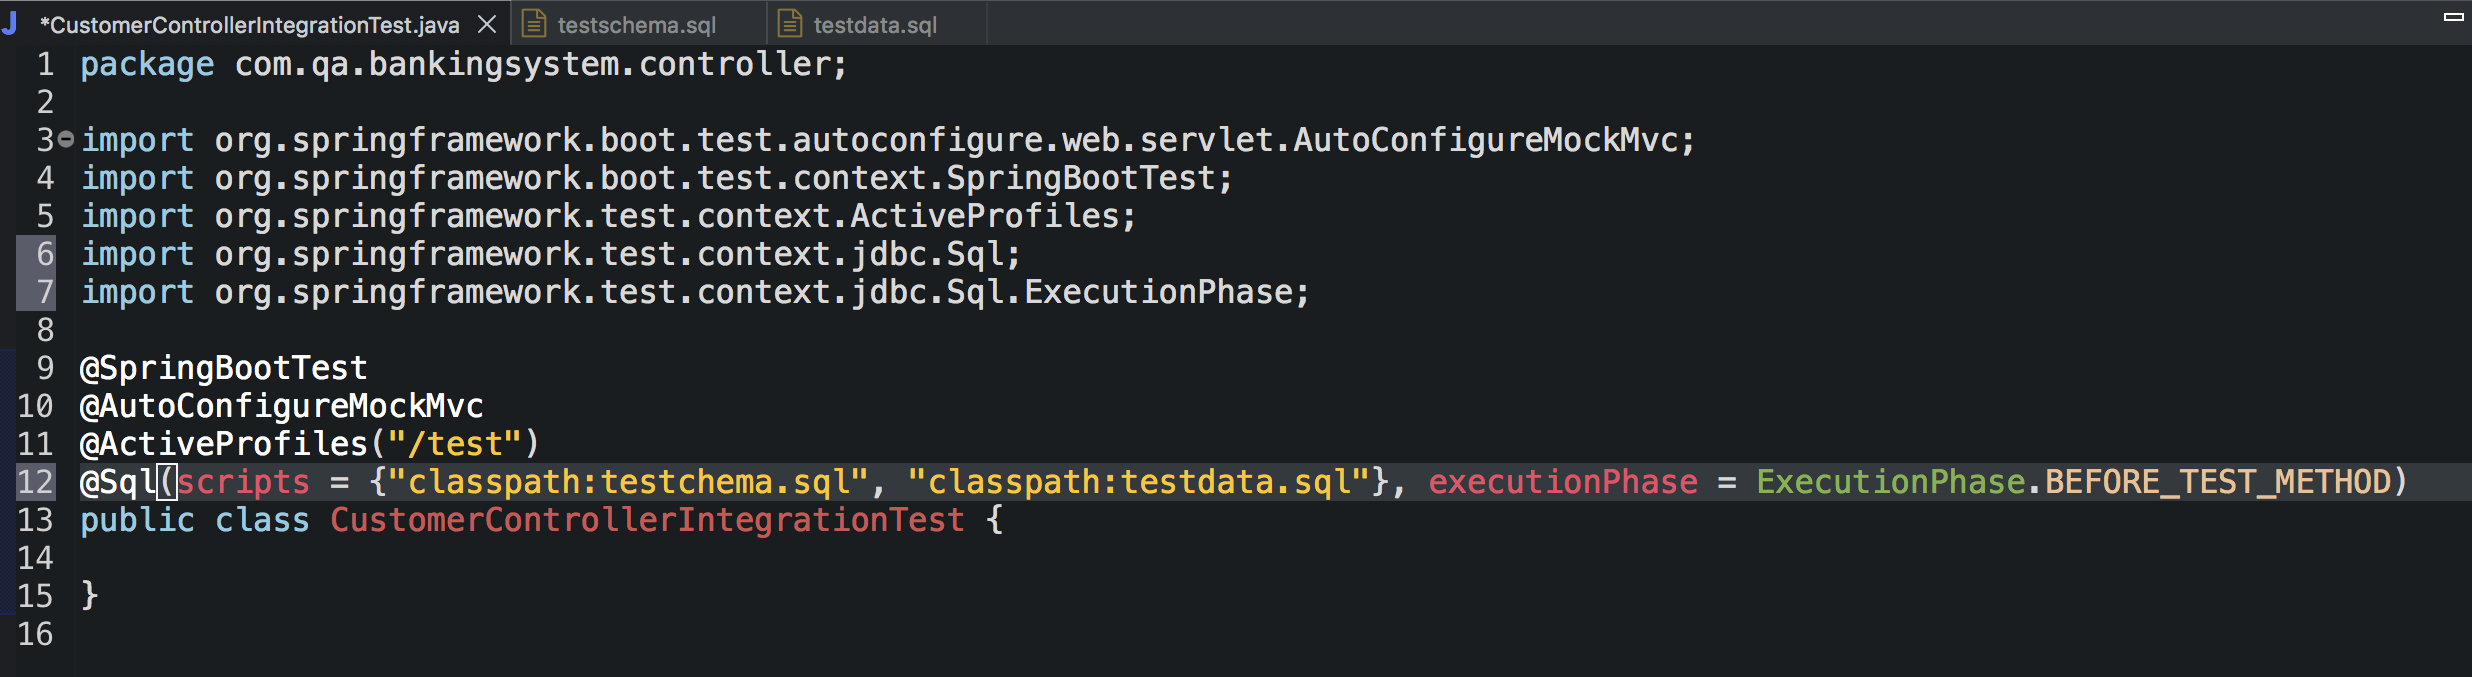 *CustomerControllerIntegrationTest.java testschema.sql testdata.sql
1 package com.qa.bankingsystem.controller;
2
3 import org.springframework.boot.test.autoconfigure.web.servlet.AutoConfigureMockMvc;
4 import org.springframework.boot.test.context.SpringBootTest;
5 import org.springframework.test.context.ActiveProfiles;
6 import org.springframework.test.context.jdbc.Sql;
7 import org.springframework.test.context.jdbc.Sql.ExecutionPhase;
8
9 @SpringBootTest
10 @AutoConfigureMockMvc
11 @ActiveProfiles("/test")
12 @Sql(scripts = {"classpath:testchema.sql", "classpath:testdata.sql"}, executionPhase = ExecutionPhase.BEFORE_TEST_METHOD)
13 public class CustomerControllerIntegrationTest {
14
15 }
16